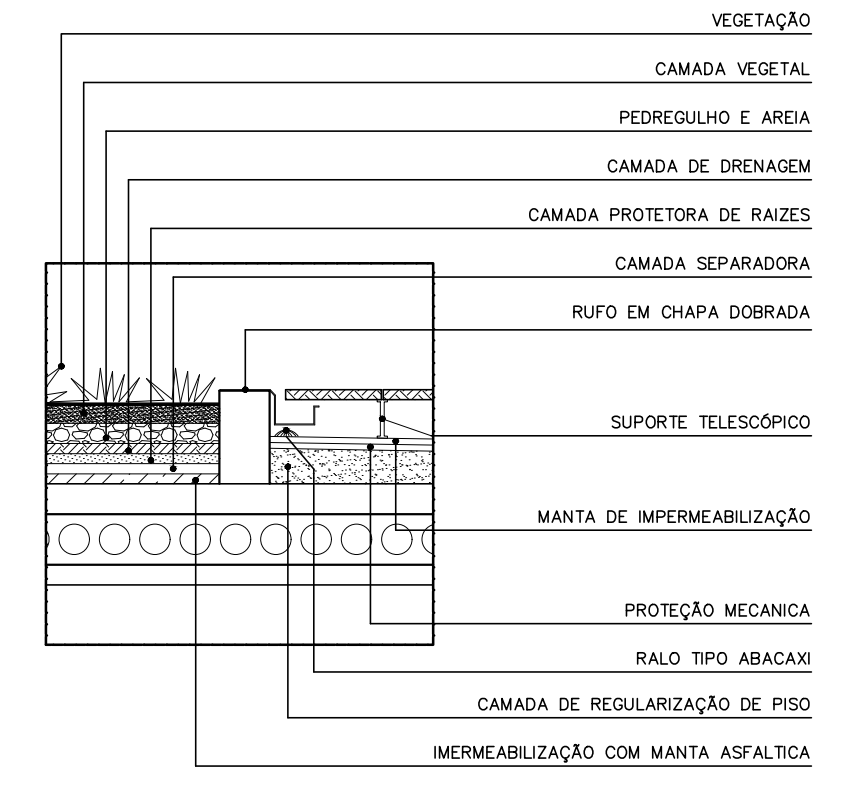 VEGETAÇÃO
CAMADA VEGETAL
PEDREGULHO E AREIA
CAMADA DE DRENAGEM
CAMADA PROTETORA DE RAIZES
CAMADA SEPARADORA
RUFO EM CHAPA DOBRADA
SUPORTE TELESCÓPICO
MANTA DE IMPERMEABILIZAÇÃO
PROTEÇÃO MECANICA
RALO TIPO ABACAXI
CAMADA DE REGULARIZAÇÃO DE PISO
IMERMEABILIZAÇÃO COM MANTA ASFALTICA